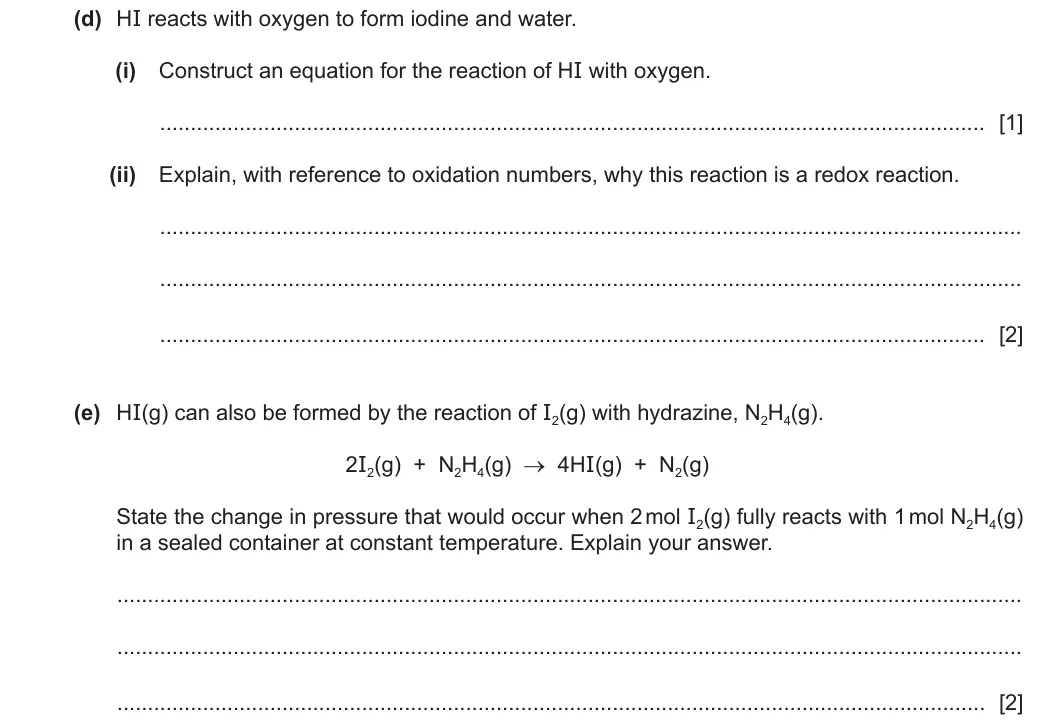 (d) HI reacts with oxygen to form iodine and water.
(i) Construct an equation for the reaction of HI with oxygen.
...................................................................................................................................... [1]
(ii) Explain, with reference to oxidation numbers, why this reaction is a redox reaction.
............................................................................................................................................
............................................................................................................................................
...................................................................................................................................... [2]
(e) HI(g) can also be formed by the reaction of I₂(g) with hydrazine, N₂H₄(g).
2I₂(g) + N₂H₄(g) → 4HI(g) + N₂(g)
State the change in pressure that would occur when 2 mol I₂(g) fully reacts with 1 mol N₂H₄(g)
in a sealed container at constant temperature. Explain your answer.
...................................................................................................................................................
...................................................................................................................................................
............................................................................................................................................. [2]